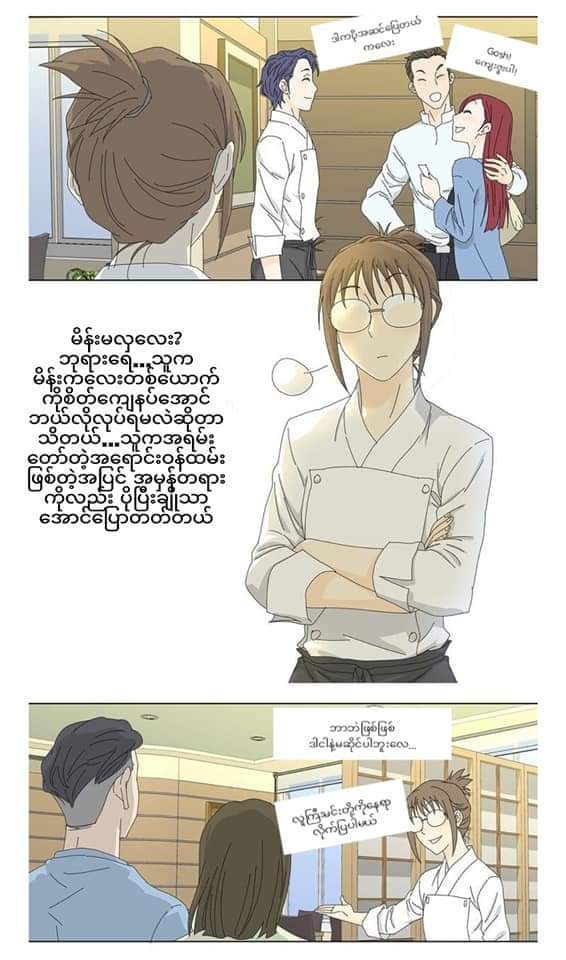 ဒါကပိုအဆင်ပြေတယ်
ကလေး
Gosh!
ကျေးဇူးပါ!
မိန်းမလှလေး?
ဘုရားရေ...သူက
မိန်းကလေးတစ်ယောက်
ကိုစိတ်ကျေနပ်အောင်
ဘယ်လိုလုပ်ရမလဲဆိုတာ
သိတယ်...သူကအရမ်း
တော်တဲ့အရောင်းဝန်ထမ်း
ဖြစ်တဲ့အပြင် အမှန်တရား
ကိုလည်း ပိုပြီးချိုသာ
အောင်ပြောတတ်တယ်
ဘာဘဲဖြစ်ဖြစ်
ဒါငါနဲ့မဆိုင်ပါဘူးလေ...
လူကြီးမင်းတို့ကိုနေရာ
လိုက်ပြပါမယ်